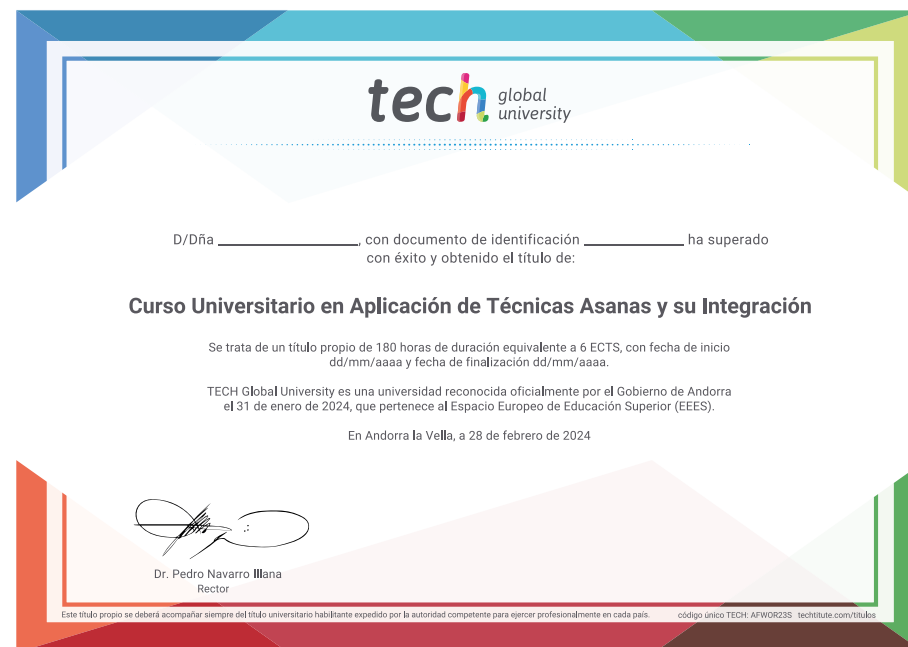 tech global university
D/Dña ____________________, con documento de identificación ______________ ha superado
con éxito y obtenido el título de:
Curso Universitario en Aplicación de Técnicas Asanas y su Integración
Se trata de un título propio de 180 horas de duración equivalente a 6 ECTS, con fecha de inicio
dd/mm/aaaa y fecha de finalización dd/mm/aaaa.
TECH Global University es una universidad reconocida oficialmente por el Gobierno de Andorra
el 31 de enero de 2024, que pertenece al Espacio Europeo de Educación Superior (EEES).
En Andorra la Vella, a 28 de febrero de 2024
Dr. Pedro Navarro Illana
Rector
Este título propio se deberá acompañar siempre del título universitario habilitante expedido por la autoridad competente para ejercer profesionalmente en cada país.
código único TECH: AFWOR23S techtitute.com/títulos